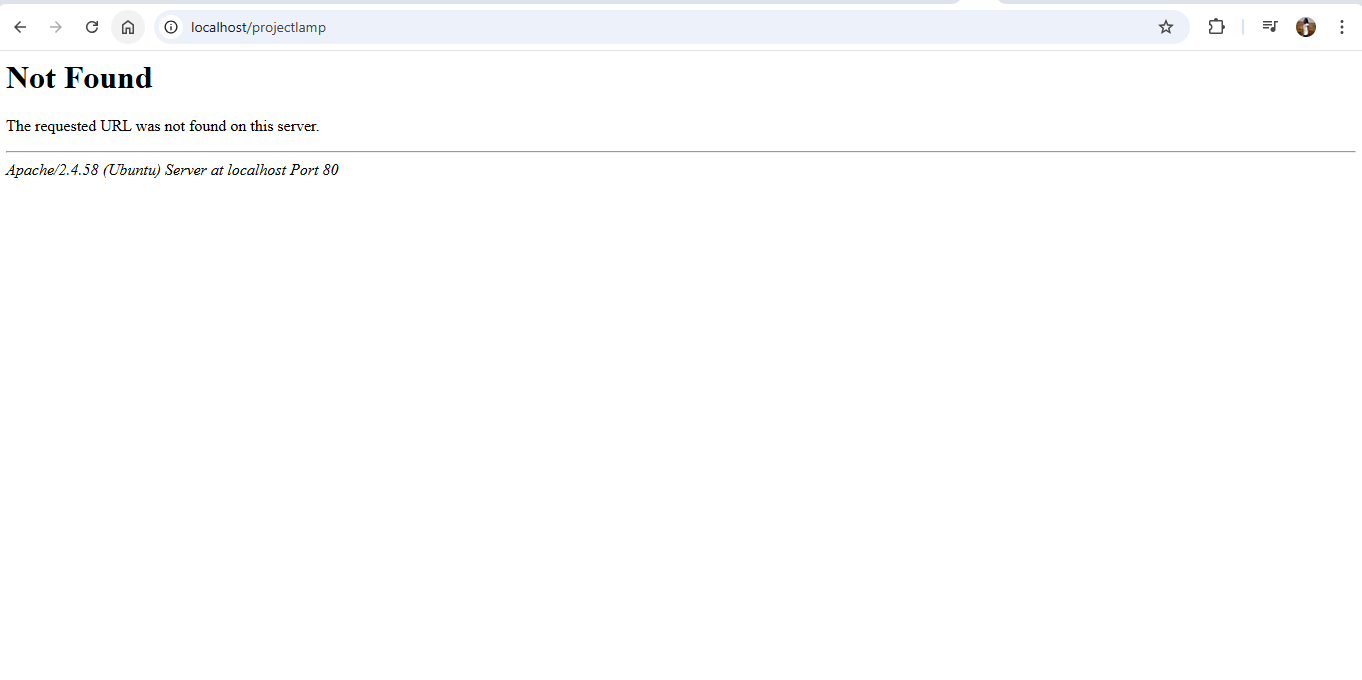 localhost/projectlamp
Not Found
The requested URL was not found on this server.
Apache/2.4.58 (Ubuntu) Server at localhost Port 80